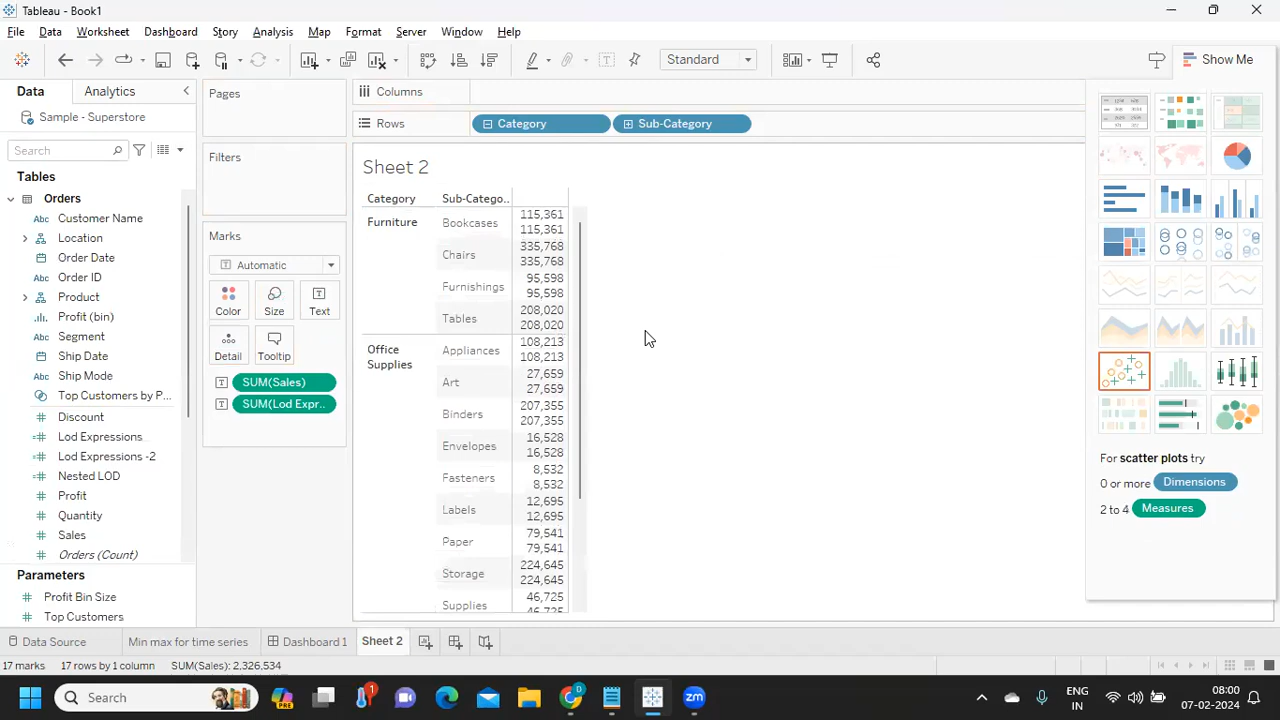 Tableau - Book1
File Data Worksheet Dashboard Story Analysis Map Format Server Window Help
Standard
Show Me
Data Analytics
Sample - Superstore
Search
Tables
Orders
Abc Customer Name
Location
Order Date
Abc Order ID
Product
Profit (bin)
Abc Segment
Ship Date
Abc Ship Mode
Top Customers by P...
Discount
Lod Expressions
Lod Expressions -2
Nested LOD
Profit
Quantity
Sales
Orders (Count)
Parameters
Profit Bin Size
Top Customers
Pages
Filters
Marks
Automatic
Color Size Text
Detail Tooltip
SUM(Sales)
SUM(Lod Expr..
Columns
Rows Category Sub-Category
Sheet 2
Category Sub-Catego..
Furniture Bookcases 115,361
115,361
Chairs 335,768
335,768
Furnishings 95,598
95,598
Tables 208,020
208,020
Office Supplies Appliances 108,213
108,213
Art 27,659
27,659
Binders 207,355
207,355
Envelopes 16,528
16,528
Fasteners 8,532
8,532
Labels 12,695
12,695
Paper 79,541
79,541
Storage 224,645
224,645
Supplies 46,725
46,725
For scatter plots try
0 or more Dimensions
2 to 4 Measures
Data Source Min max for time series Dashboard 1 Sheet 2
17 marks 17 rows by 1 column SUM(Sales): 2,326,534
Search
PRE
1
zm
ENG
IN
08:00
07-02-2024